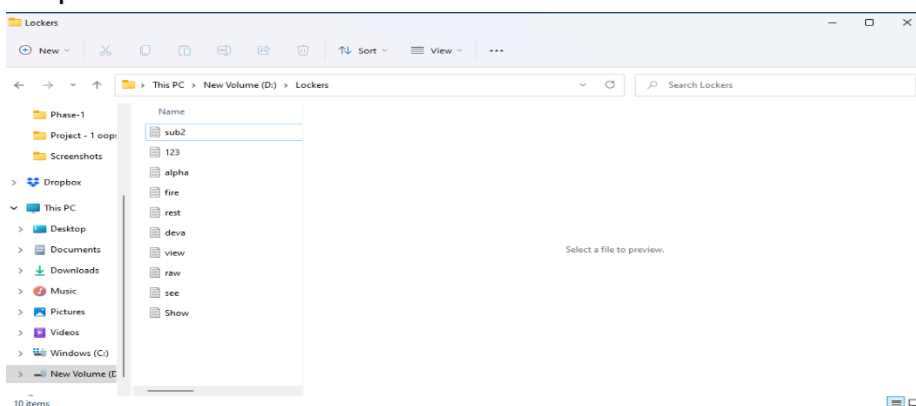 Lockers
New Sort View ...
This PC > New Volume (D:) > Lockers Search Lockers
Phase-1
Project - 1 oop:
Screenshots
Dropbox
This PC
Desktop
Documents
Downloads
Music
Pictures
Videos
Windows (C:)
New Volume (D
Name
sub2
123
alpha
fire
rest
deva
view
raw
see
Show
Select a file to preview.
10 items